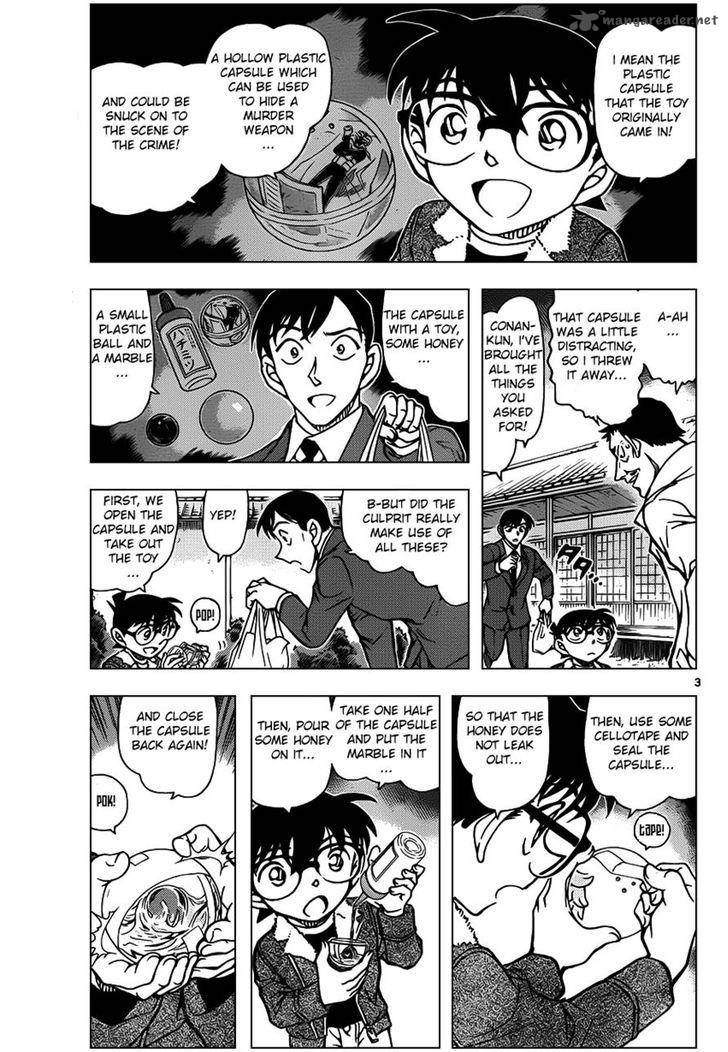 mangareader.net
I MEAN THE
PLASTIC
CAPSULE
THAT THE TOY
ORIGINALLY
CAME IN!
A HOLLOW PLASTIC
CAPSULE WHICH
CAN BE USED
TO HIDE A
MURDER
WEAPON
...
AND COULD BE
SNUCK ON TO
THE SCENE OF
THE CRIME!
A-AH
...
THAT CAPSULE
WAS A LITTLE
DISTRACTING,
SO I THREW
IT AWAY...
CONAN-
KUN, I'VE
BROUGHT
ALL THE
THINGS
YOU
ASKED
FOR!
タタ...
THE CAPSULE
WITH A TOY,
SOME HONEY
...
A SMALL
PLASTIC
BALL AND
A MARBLE
...
ハチミツ
B-BUT DID THE
CULPRIT REALLY
MAKE USE OF
ALL THESE?
YEP!
FIRST, WE
OPEN THE
CAPSULE AND
TAKE OUT
THE TOY
...
POP!
3
THEN, USE SOME
CELLOTAPE AND
SEAL THE
CAPSULE...
SO THAT THE
HONEY DOES
NOT LEAK
OUT...
TAPE!
TAKE ONE HALF
OF THE CAPSULE
AND PUT THE
MARBLE IN IT
...
THEN, POUR
SOME HONEY
ON IT...
AND CLOSE
THE CAPSULE
BACK AGAIN!
POK!